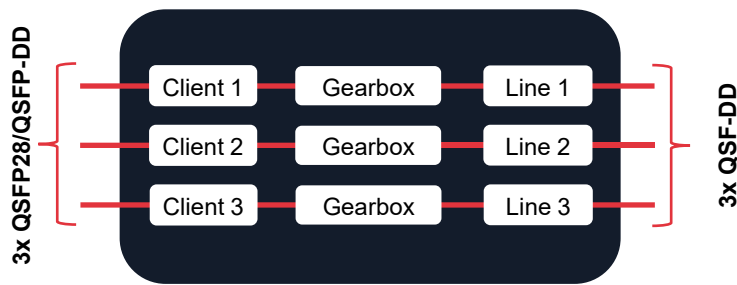 3x QSFP28/QSFP-DD
Client 1 Gearbox Line 1
Client 2 Gearbox Line 2
Client 3 Gearbox Line 3
3x QSF-DD